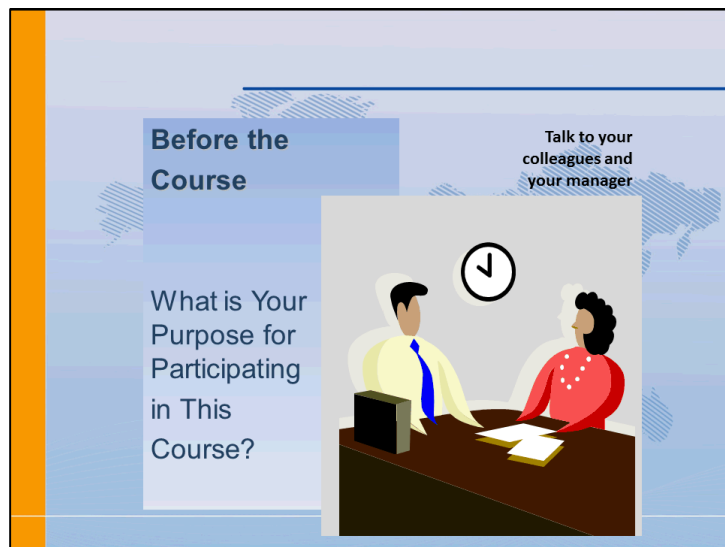 Before the
Course
Talk to your
colleagues and
your manager
What is Your
Purpose for
Participating
in This
Course?